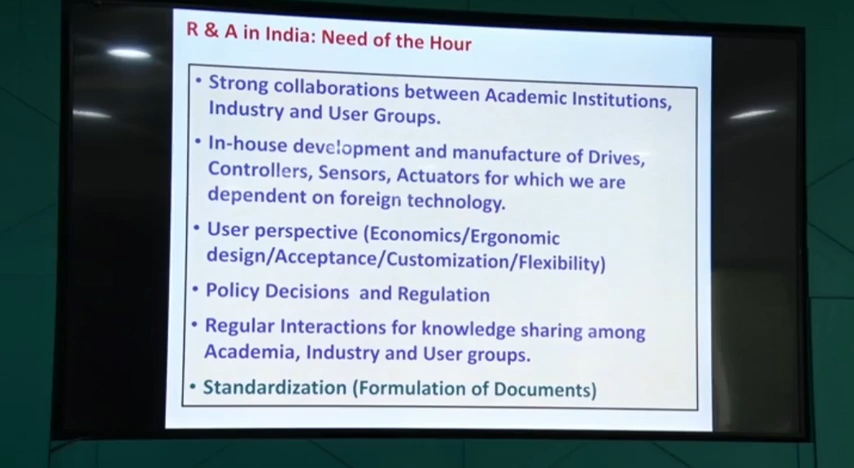 R & A in India: Need of the Hour
• Strong collaborations between Academic Institutions,
Industry and User Groups.
• In-house development and manufacture of Drives,
Controllers, Sensors, Actuators for which we are
dependent on foreign technology.
• User perspective (Economics/Ergonomic
design/Acceptance/Customization/Flexibility)
• Policy Decisions and Regulation
• Regular Interactions for knowledge sharing among
Academia, Industry and User groups.
• Standardization (Formulation of Documents)